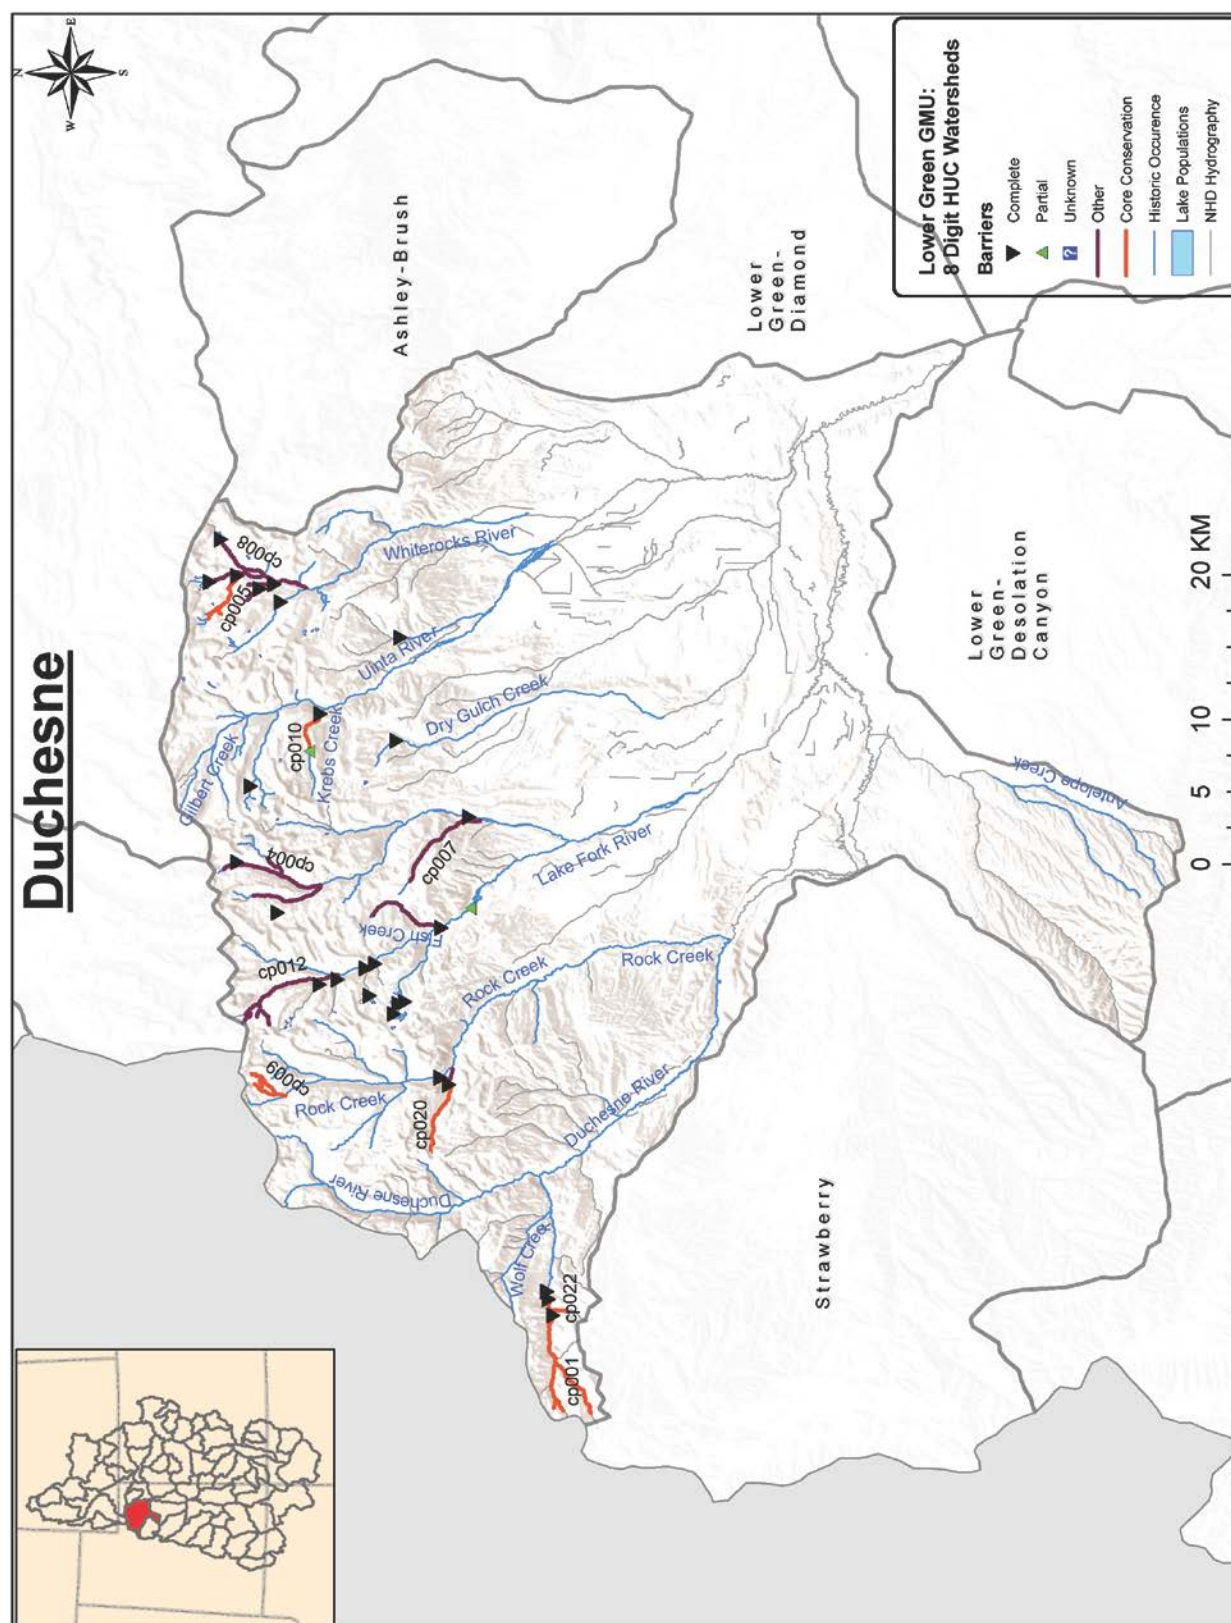 Duchesne
N
E
S
W
Ashley-Brush
Lower
Green-
Diamond
Lower
Green-
Desolation
Canyon
Strawberry
cp008
cp005
Whiterocks River
Uinta River
cp010
Krebs Creek
Gilbert Creek
Dry Gulch Creek
cp004
cp007
Lake Fork River
Fish Creek
cp012
Rock Creek
Rock Creek
cp009
Rock Creek
cp020
Duchesne River
Duchesne River
Wolf Creek
cp022
cp001
Antelope Creek
0 5 10 20 KM
Lower Green GMU:
8 Digit HUC Watersheds
Barriers
Complete
Partial
? Unknown
Other
Core Conservation
Historic Occurence
Lake Populations
NHD Hydrography